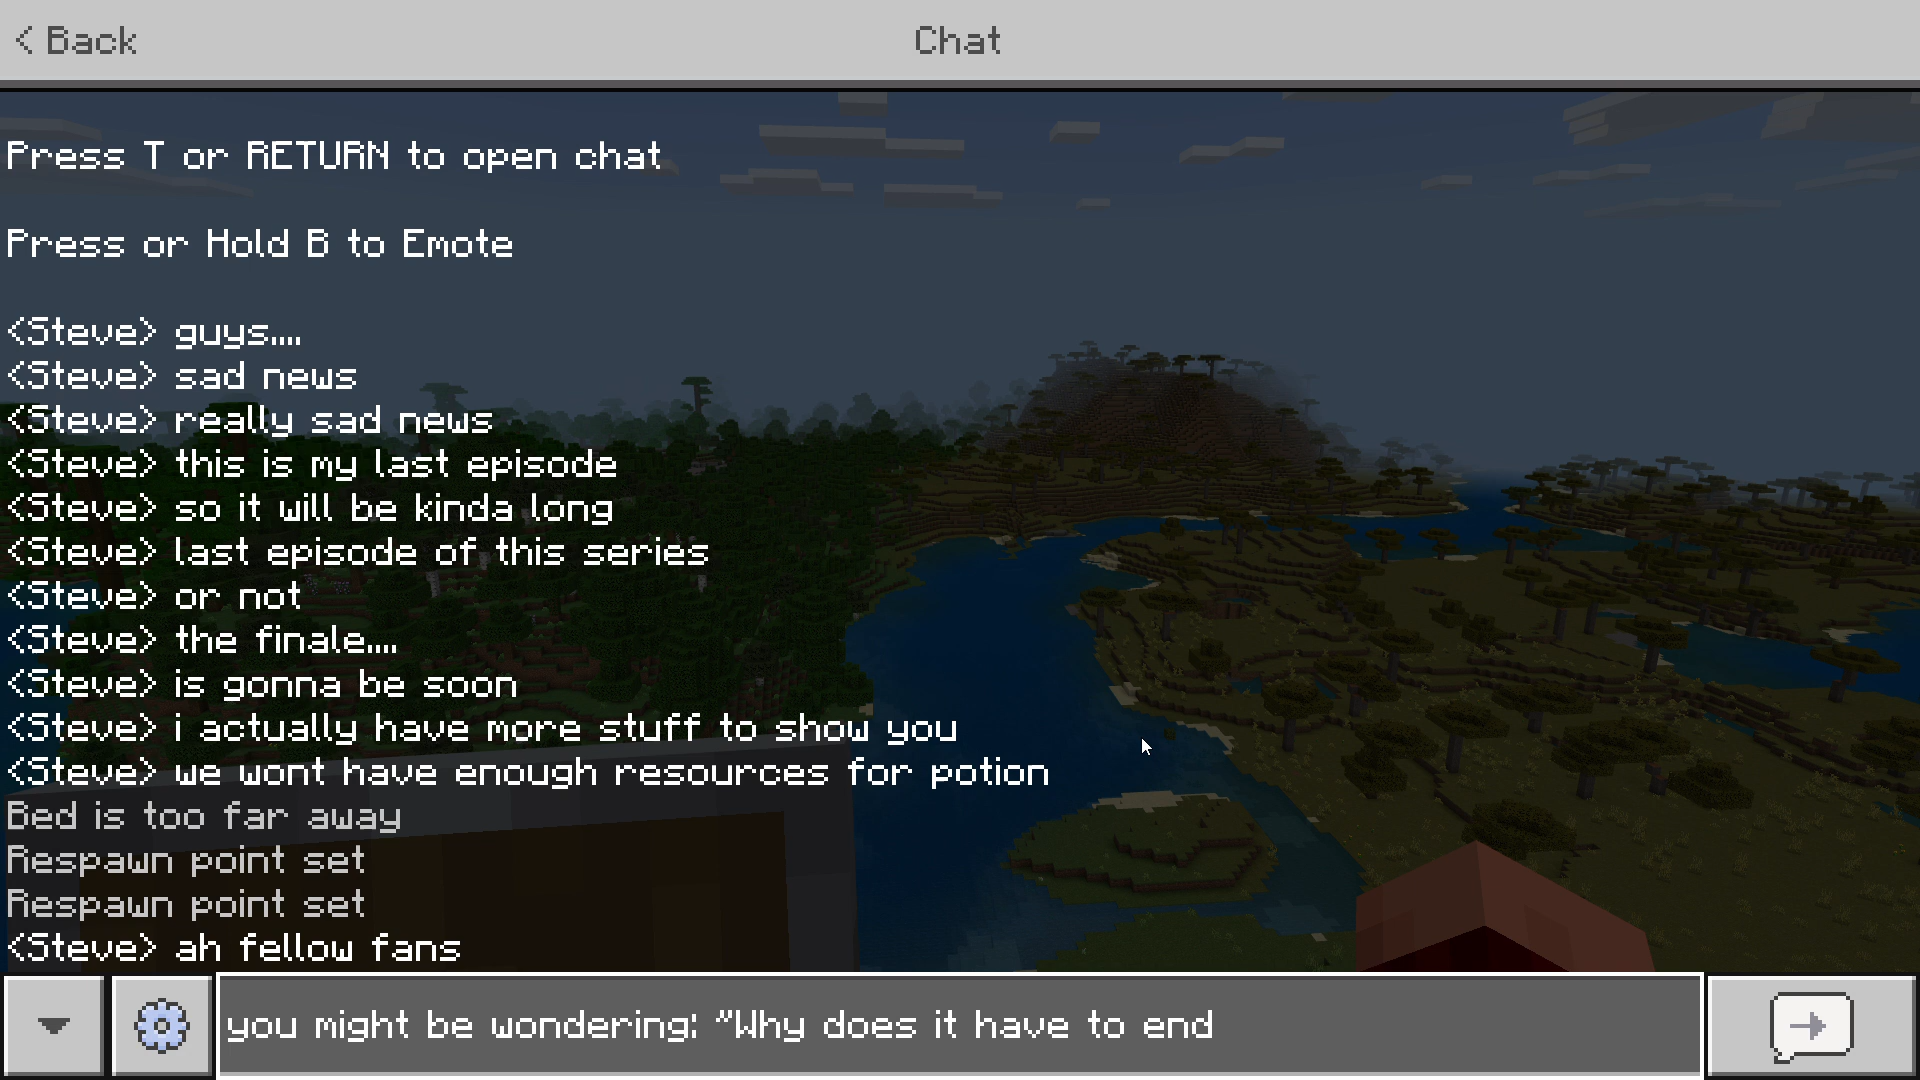 < Back
Chat
Press T or RETURN to open chat
Press or Hold B to Emote
<Steve> guys....
<Steve> sad news
<Steve> really sad news
<Steve> this is my last episode
<Steve> so it will be kinda long
<Steve> last episode of this series
<Steve> or not
<Steve> the finale....
<Steve> is gonna be soon
<Steve> i actually have more stuff to show you
<Steve> we wont have enough resources for potion
Bed is too far away
Respawn point set
Respawn point set
<Steve> ah fellow fans
you might be wondering: "Why does it have to end